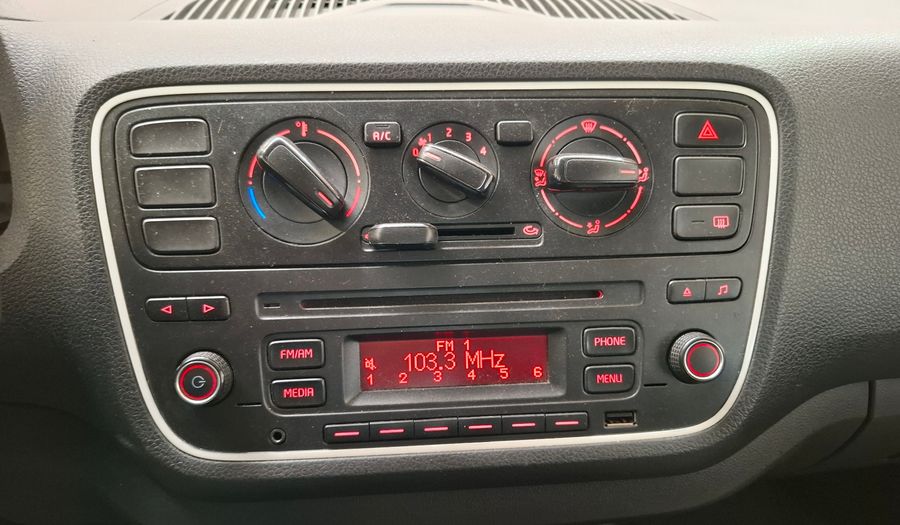 A/C
0 1 2 3 4
FM/AM
MEDIA
FM 1
103.3 MHz
1 2 3 4 5 6
PHONE
MENU